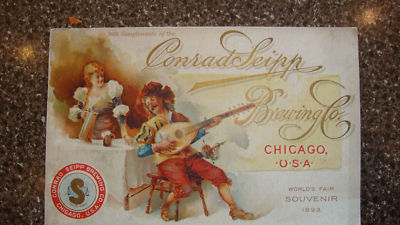 With Compliments of the
Conrad Seipp
Brewing Co.
CHICAGO,
·U·S·A·
WORLD'S FAIR
SOUVENIR
1893
CONRAD SEIPP BREWING CO.
S
CHICAGO, U.S.A.